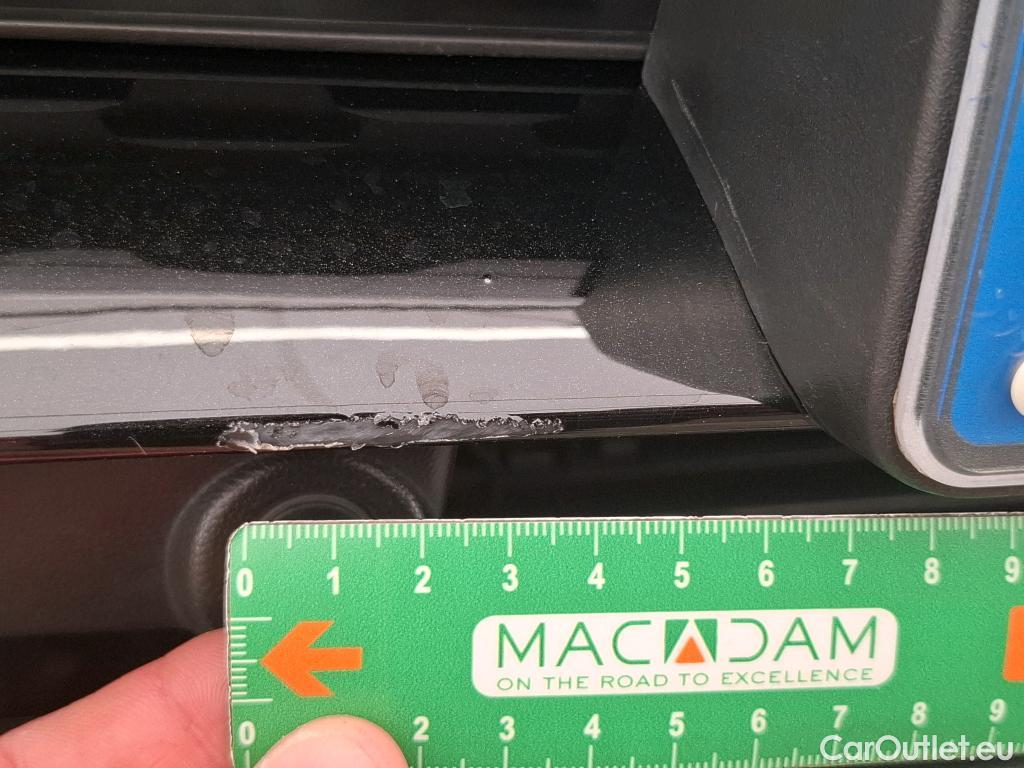 0 1 2 3 4 5 6 7 8 9
MACADAM
ON THE ROAD TO EXCELLENCE
0 2 3 4 5 6 7 8 9
CarOutlet.eu